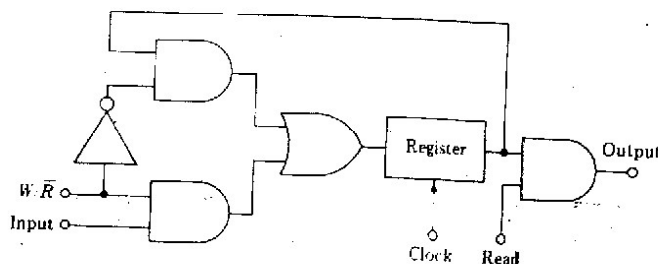 Register
Output
W R̅
Input
Clock
Read